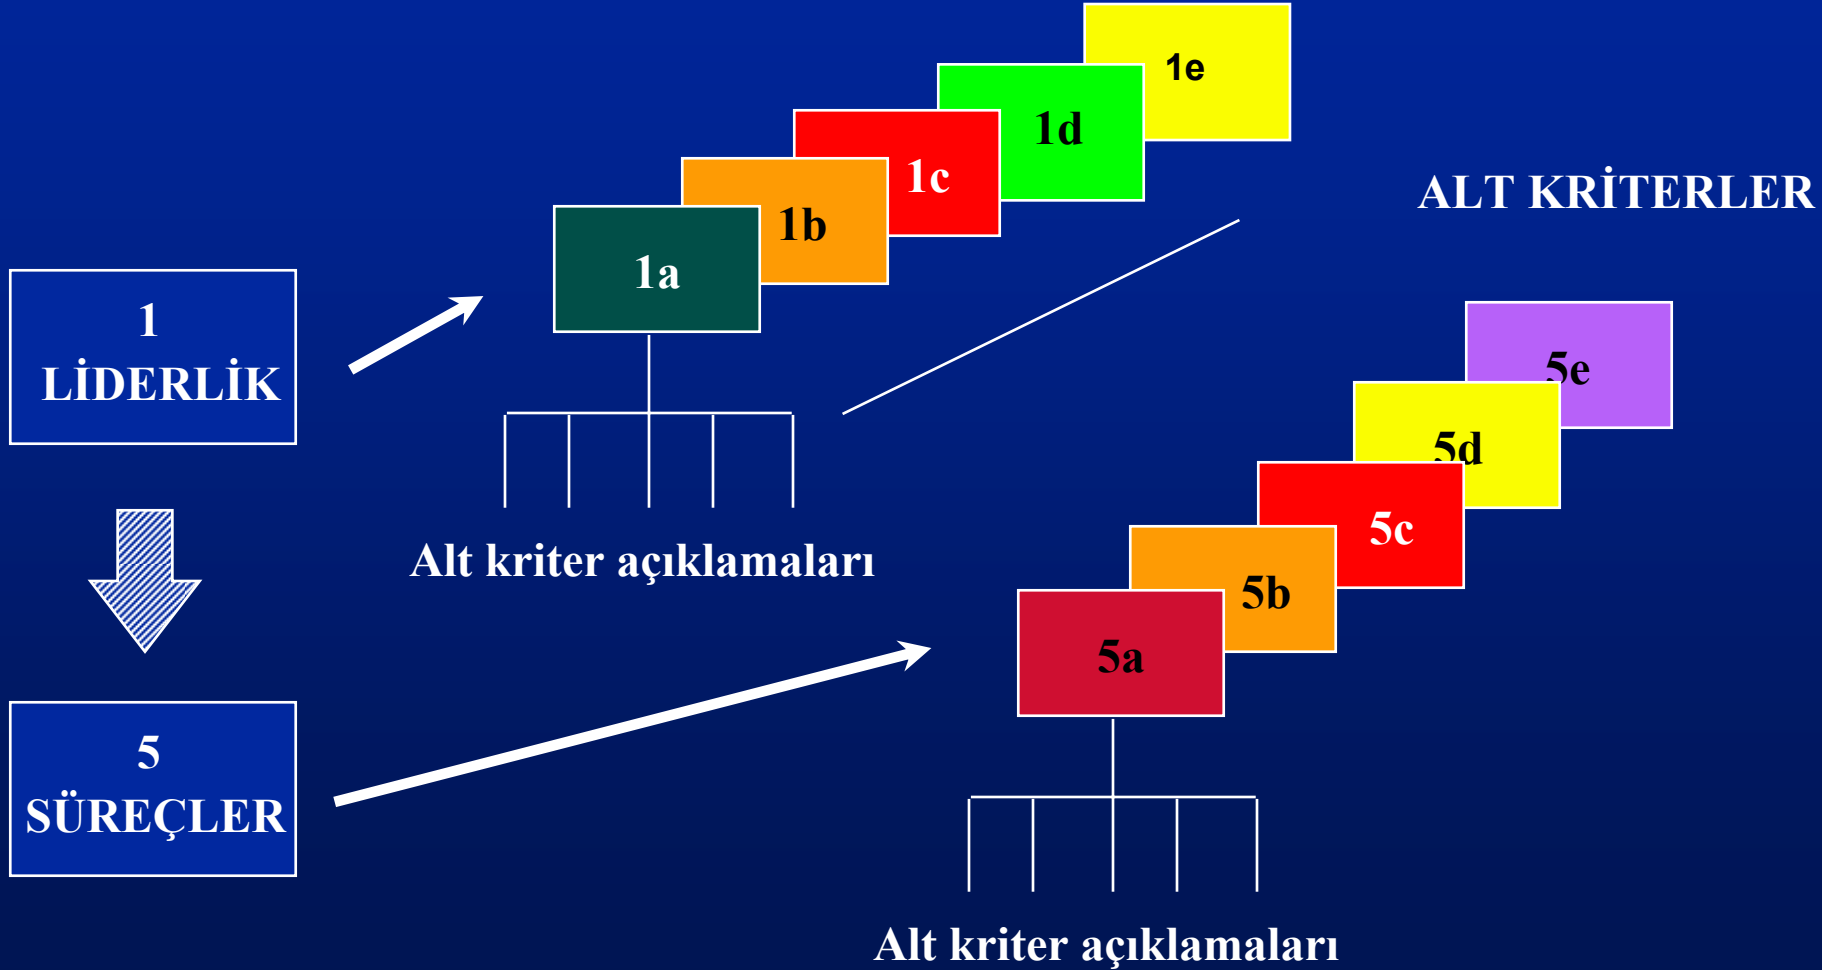 1e
1d
1c
1b
1a
ALT KRİTERLER
1
LİDERLİK
5e
5d
5c
5b
5a
Alt kriter açıklamaları
5
SÜREÇLER
Alt kriter açıklamaları